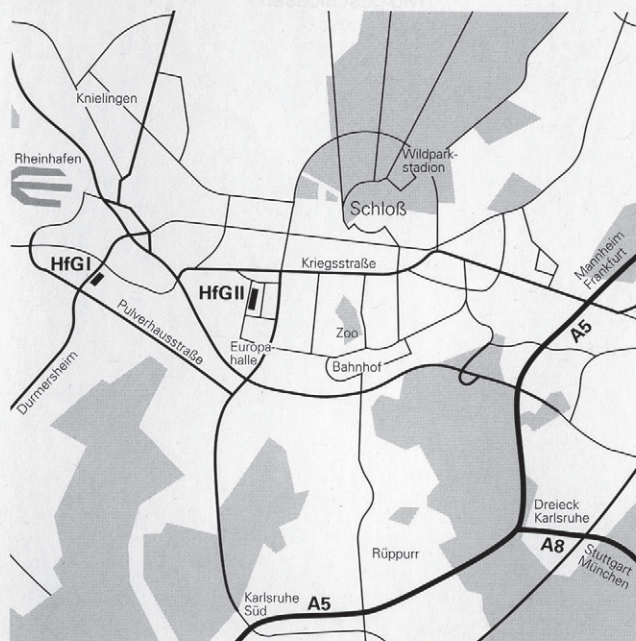 Knielingen
Rheinhafen
Wildpark-
stadion
Schloß
HfG I
Kriegsstraße
Mannheim
Frankfurt
HfG II
Pulverhausstraße
Europa-
halle
Zoo
A5
Bahnhof
Durmersheim
Dreieck
Karlsruhe
A8
Stuttgart
München
Rüppurr
Karlsruhe
Süd
A5